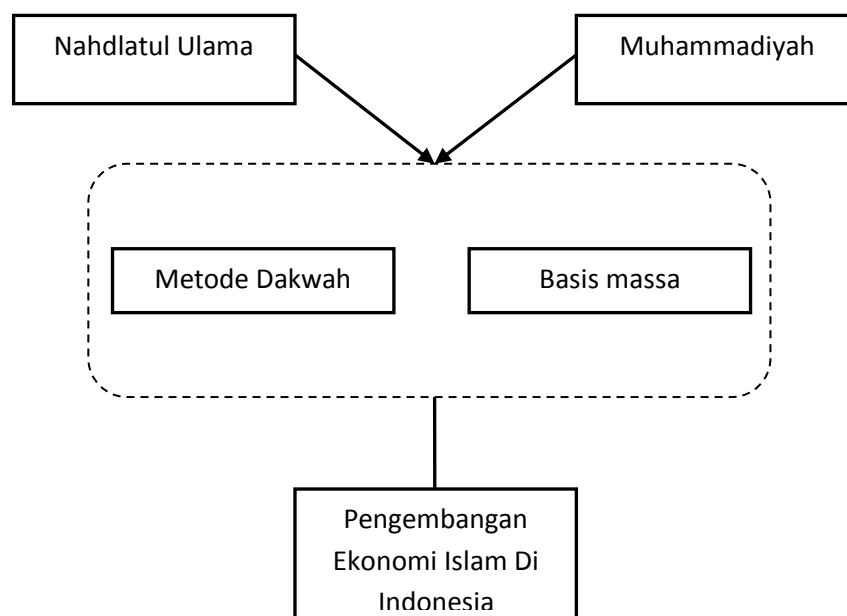 Nahdlatul Ulama
Muhammadiyah
Metode Dakwah
Basis massa
Pengembangan
Ekonomi Islam Di
Indonesia